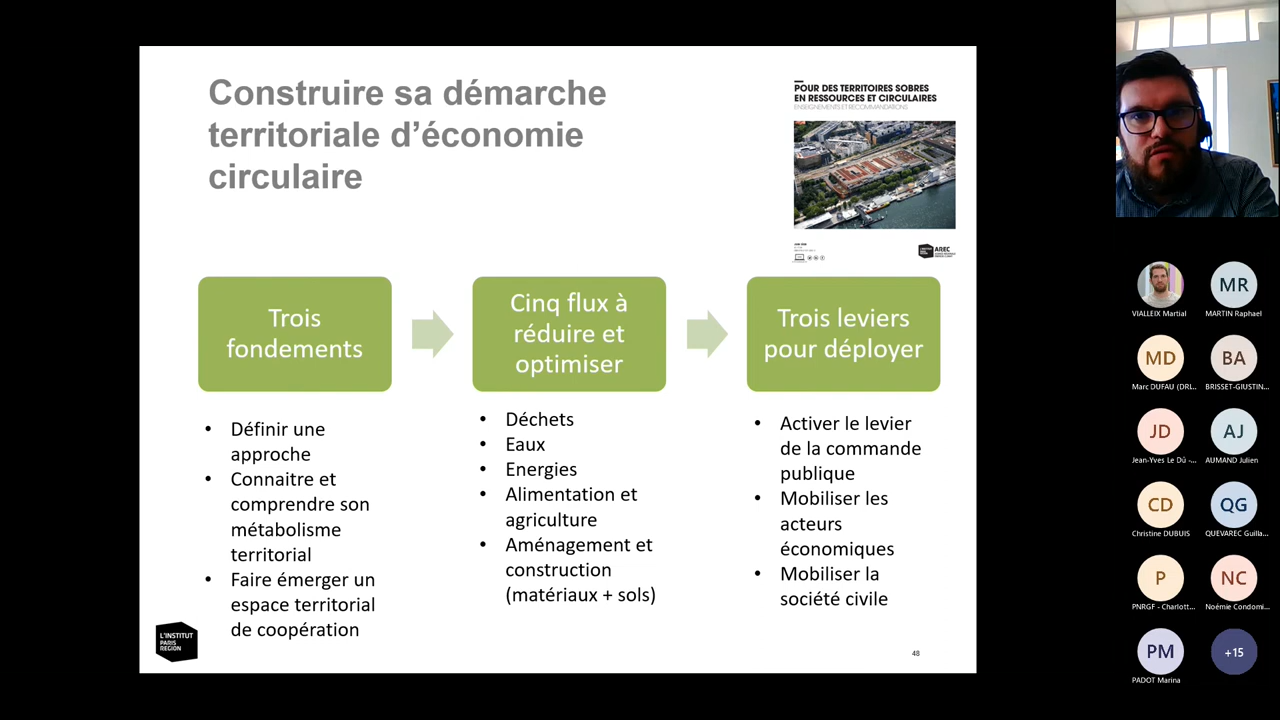 Construire sa démarche
territoriale d’économie
circulaire
POUR DES TERRITOIRES SOBRES
EN RESSOURCES ET CIRCULAIRES
ENSEIGNEMENTS ET RECOMMANDATIONS
AREC
Trois
fondements
Cinq flux à
réduire et
optimiser
Trois leviers
pour déployer
• Définir une
approche
• Connaitre et
comprendre son
métabolisme
territorial
• Faire émerger un
espace territorial
de coopération
• Déchets
• Eaux
• Energies
• Alimentation et
agriculture
• Aménagement et
construction
(matériaux + sols)
• Activer le levier
de la commande
publique
• Mobiliser les
acteurs
économiques
• Mobiliser la
société civile
L'INSTITUT
PARIS
REGION
48
VIALLEIX Martial
MR
MARTIN Raphael
MD
Marc DUFAU (DRI...
BA
BRISSET-GIUSTIN...
JD
Jean-Yves Le Dû -...
AJ
AUMAND Julien
CD
Christine DUBUIS
QG
QUEVAREC Guilla...
P
PNRGF - Charlott...
NC
Noémie Condomi...
PM
PADOT Marina
+15